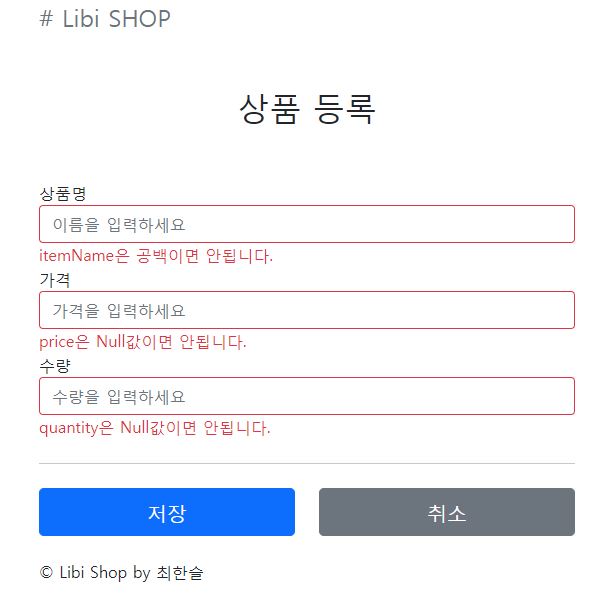 # Libi SHOP
상품 등록
상품명
이름을 입력하세요
itemName은 공백이면 안됩니다.
가격
가격을 입력하세요
price은 Null값이면 안됩니다.
수량
수량을 입력하세요
quantity은 Null값이면 안됩니다.
저장 취소
© Libi Shop by 최한슬